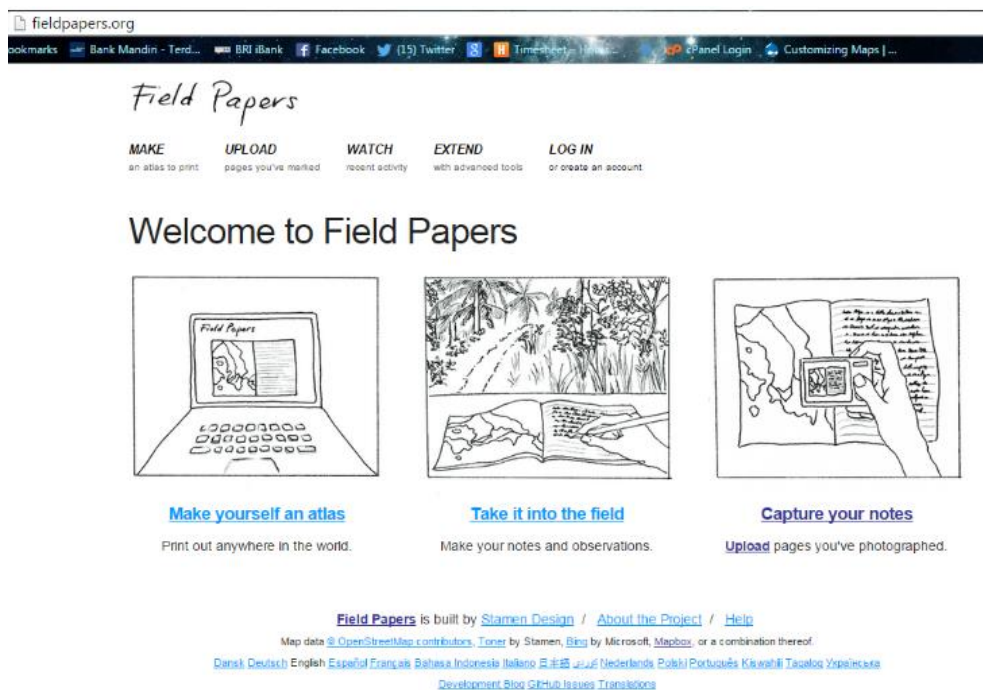 fieldpapers.org
ookmarks Bank Mandiri - Terd... BRI iBank Facebook (15) Twitter Timesheet - cPanel Login Customizing Maps | ...
Field Papers
MAKE UPLOAD WATCH EXTEND LOG IN
an atlas to print pages you've marked recent activity with advanced tools or create an account
Welcome to Field Papers
Field Papers
Make yourself an atlas Take it into the field Capture your notes
Print out anywhere in the world. Make your notes and observations. Upload pages you've photographed.
Field Papers is built by Stamen Design / About the Project / Help
Map data © OpenStreetMap contributors, Toner by Stamen, Bing by Microsoft, Mapbox, or a combination thereof.
Dansk Deutsch English Español Français Bahasa Indonesia Italiano 日本語 Nederlands Polski Português Kiswahili Tagalog Українська
Development Blog GitHub Issues Translations